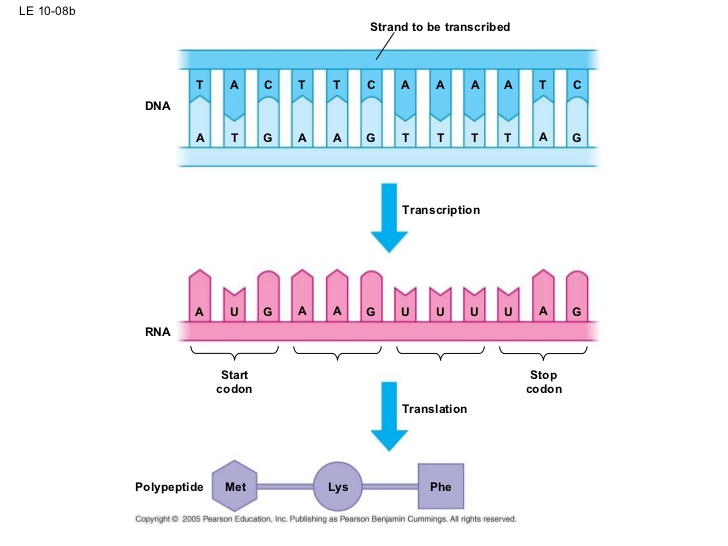 LE 10-08b
Strand to be transcribed
T A C T T C A A A A T C
DNA
A T G A A G T T T T A G
Transcription
A U G A A G U U U U A G
RNA
Start
codon
Stop
codon
Translation
Polypeptide Met Lys Phe
Copyright © 2005 Pearson Education, Inc. Publishing as Pearson Benjamin Cummings. All rights reserved.